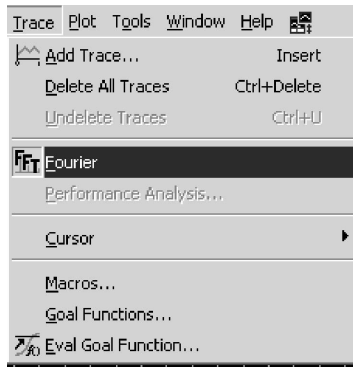 Trace Plot Tools Window Help
Add Trace... Insert
Delete All Traces Ctrl+Delete
Undelete Traces Ctrl+U
FFT Fourier
Performance Analysis...
Cursor
Macros...
Goal Functions...
Eval Goal Function...